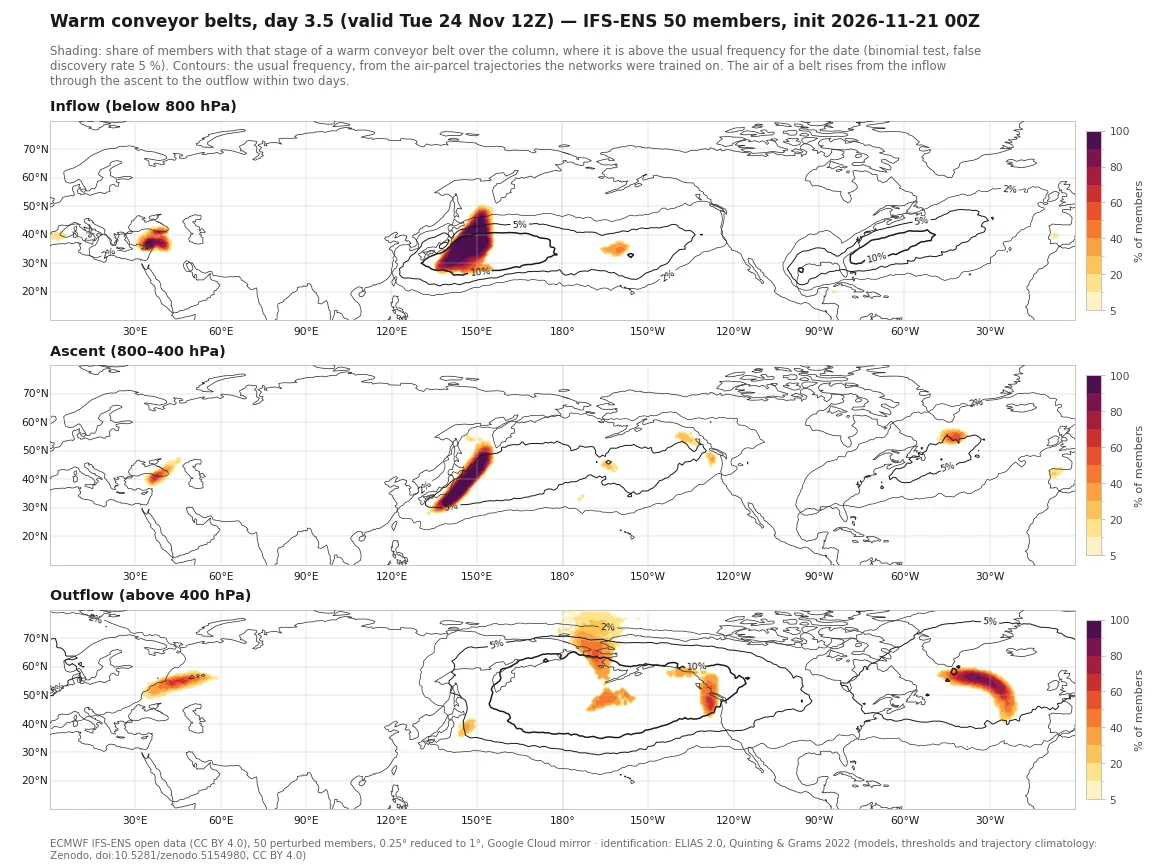 Warm conveyor belts, day 3.5 (valid Tue 24 Nov 12Z) — IFS-ENS 50 members, init 2026-11-21 00Z
Shading: share of members with that stage of a warm conveyor belt over the column, where it is above the usual frequency for the date (binomial test, false
discovery rate 5 %). Contours: the usual frequency, from the air-parcel trajectories the networks were trained on. The air of a belt rises from the inflow
through the ascent to the outflow within two days.
Inflow (below 800 hPa)
70°N
60°N
50°N
40°N
30°N
20°N
2%
5%
5%
10%
10%
2%
2%
30°E
60°E
90°E
120°E
150°E
180°
150°W
120°W
90°W
60°W
30°W
100
80
60
40
20
5
% of members
Ascent (800–400 hPa)
70°N
60°N
50°N
40°N
30°N
20°N
2%
5%
2%
5%
30°E
60°E
90°E
120°E
150°E
180°
150°W
120°W
90°W
60°W
30°W
100
80
60
40
20
5
% of members
Outflow (above 400 hPa)
70°N
60°N
50°N
40°N
30°N
20°N
2%
2%
5%
5%
10%
5%
30°E
60°E
90°E
120°E
150°E
180°
150°W
120°W
90°W
60°W
30°W
100
80
60
40
20
5
% of members
ECMWF IFS-ENS open data (CC BY 4.0), 50 perturbed members, 0.25° reduced to 1°, Google Cloud mirror · identification: ELIAS 2.0, Quinting & Grams 2022 (models, thresholds and trajectory climatology:
Zenodo, doi:10.5281/zenodo.5154980, CC BY 4.0)